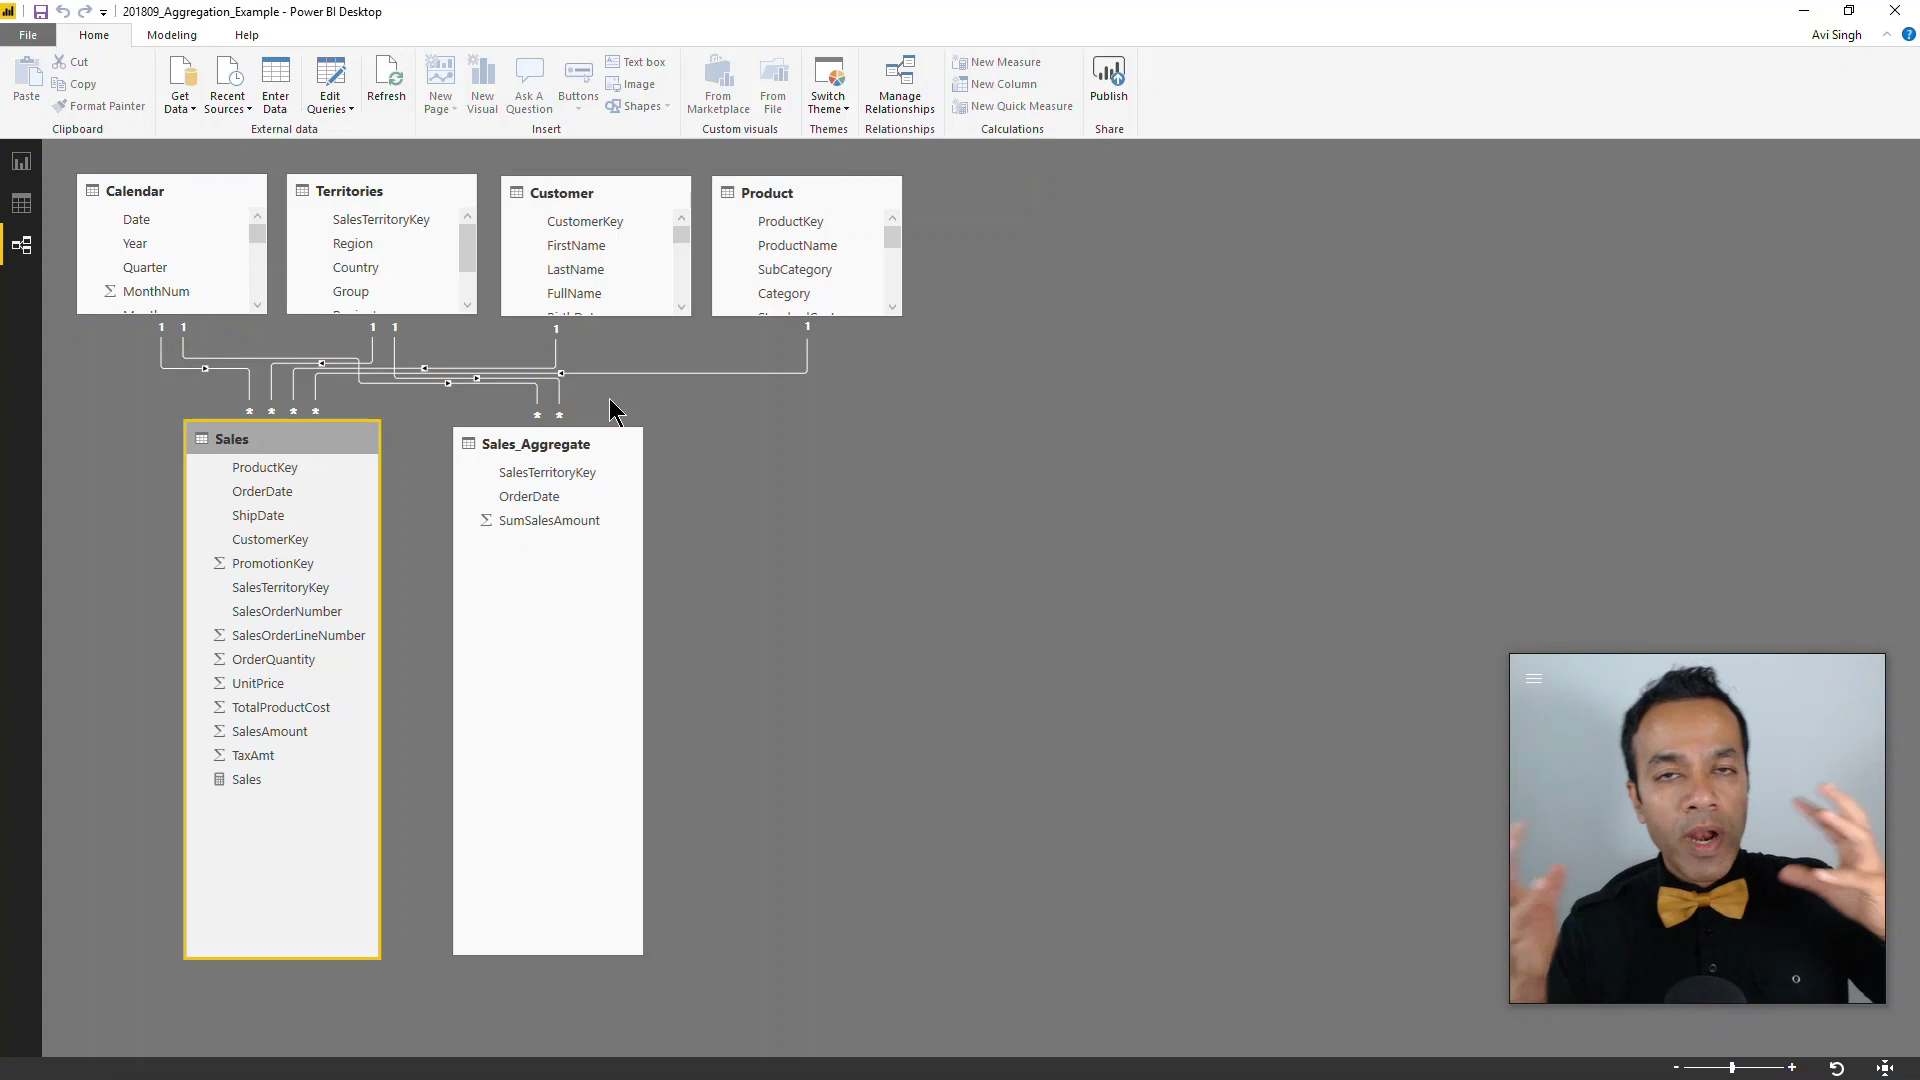 201809_Aggregation_Example - Power BI Desktop
File Home Modeling Help
Avi Singh
Paste
Cut
Copy
Format Painter
Clipboard
Get Data
Recent Sources
Enter Data
Edit Queries
Refresh
External data
New Page
New Visual
Ask A Question
Buttons
Text box
Image
Shapes
Insert
From Marketplace
From File
Custom visuals
Switch Theme
Themes
Manage Relationships
Relationships
New Measure
New Column
New Quick Measure
Calculations
Publish
Share
Calendar
Date
Year
Quarter
MonthNum
Territories
SalesTerritoryKey
Region
Country
Group
Customer
CustomerKey
FirstName
LastName
FullName
Product
ProductKey
ProductName
SubCategory
Category
1 1 1 1 1 1
* * * * * *
Sales
ProductKey
OrderDate
ShipDate
CustomerKey
PromotionKey
SalesTerritoryKey
SalesOrderNumber
SalesOrderLineNumber
OrderQuantity
UnitPrice
TotalProductCost
SalesAmount
TaxAmt
Sales
Sales_Aggregate
SalesTerritoryKey
OrderDate
SumSalesAmount